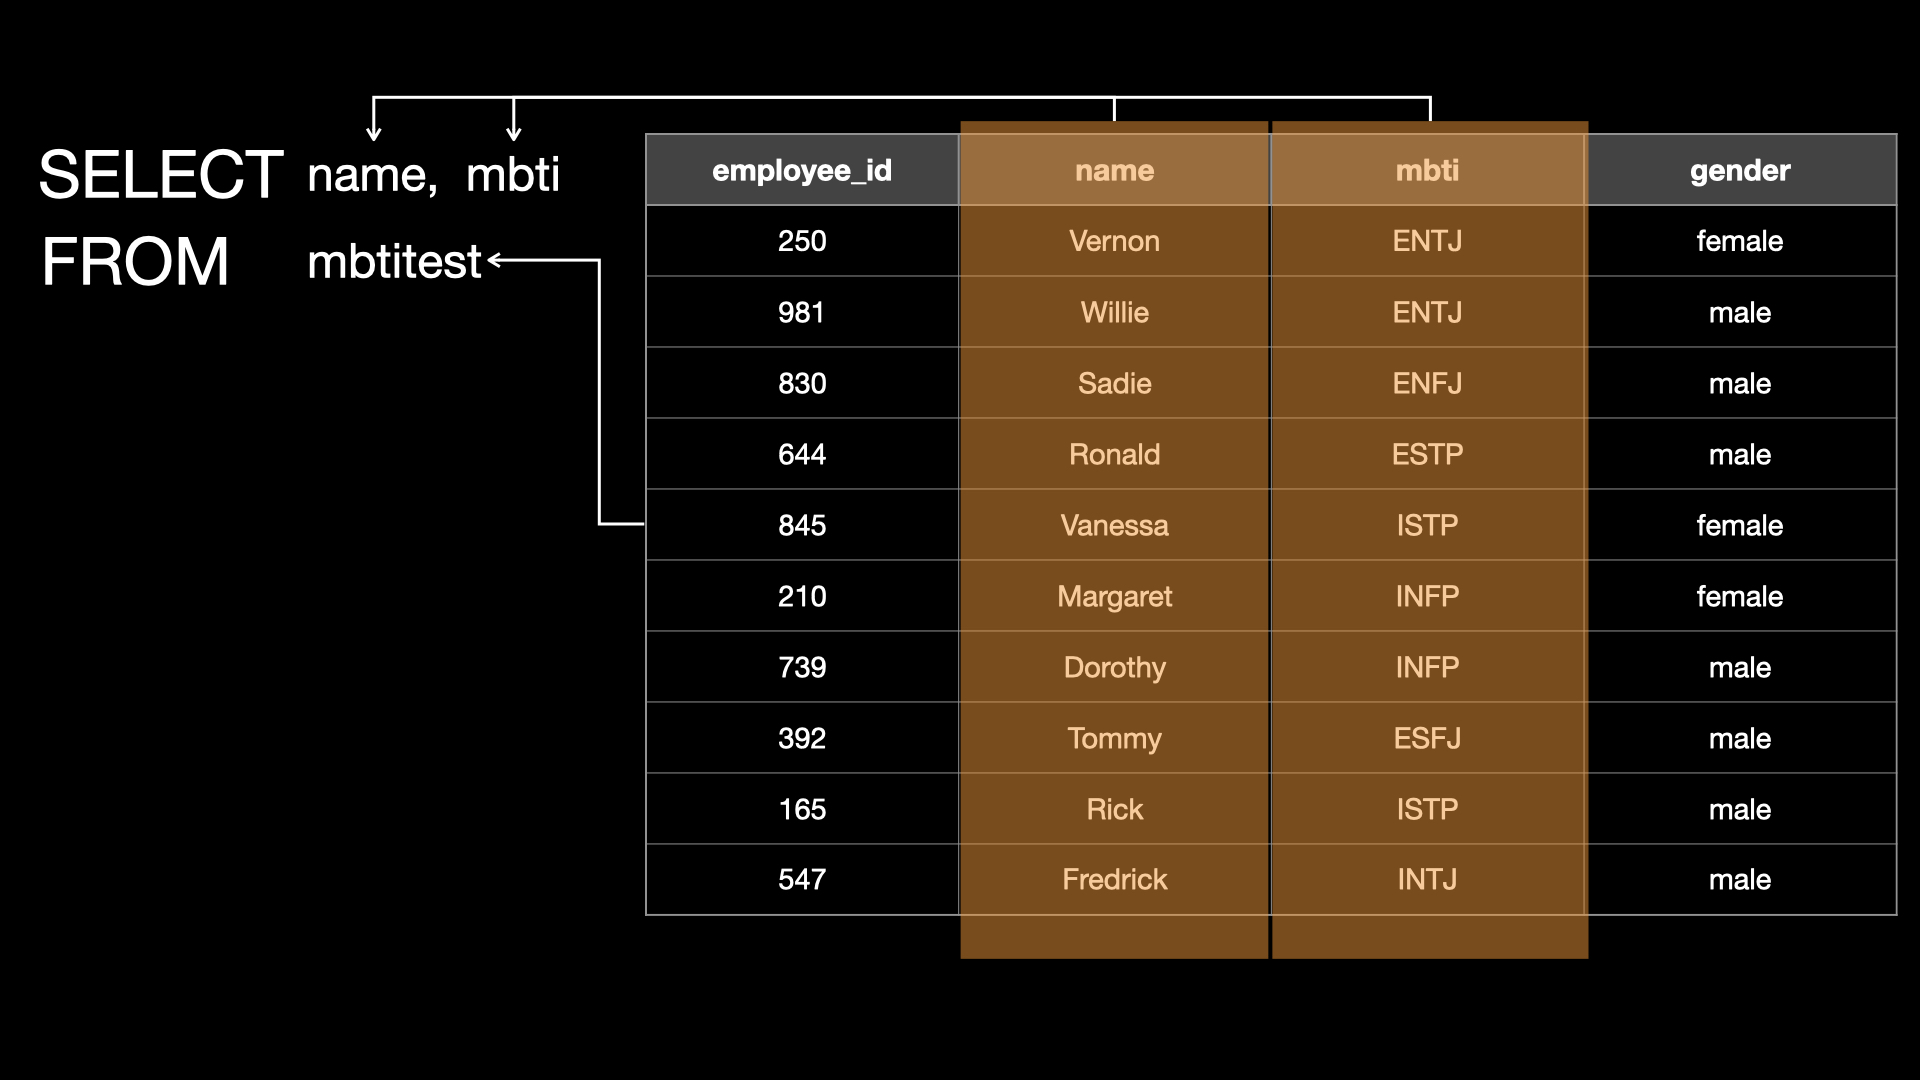 SELECT name, mbti
FROM mbtitest
employee_id name mbti gender
250 Vernon ENTJ female
981 Willie ENTJ male
830 Sadie ENFJ male
644 Ronald ESTP male
845 Vanessa ISTP female
210 Margaret INFP female
739 Dorothy INFP male
392 Tommy ESFJ male
165 Rick ISTP male
547 Fredrick INTJ male